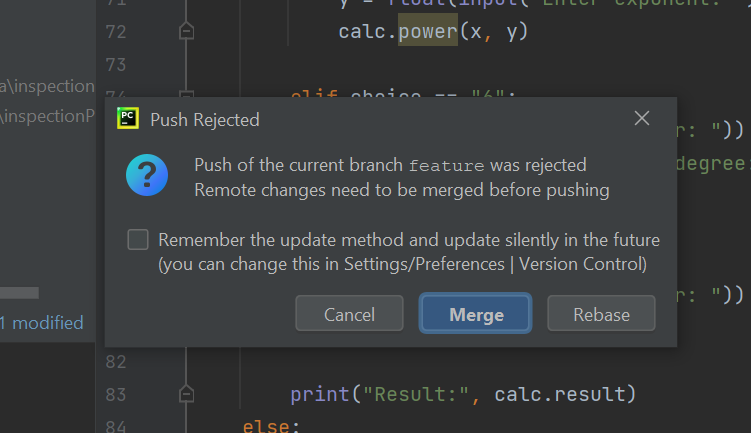 71 y = float(input("Enter exponent: "
72 calc.power(x, y)
73
74 elif choice == "6":
a\inspection
\inspectionP
PC Push Rejected
Push of the current branch feature was rejected
Remote changes need to be merged before pushing
r: "))
degree:
Remember the update method and update silently in the future
(you can change this in Settings/Preferences | Version Control)
r: "))
1 modified
Cancel Merge Rebase
82
83 print("Result:", calc.result)
84 else: